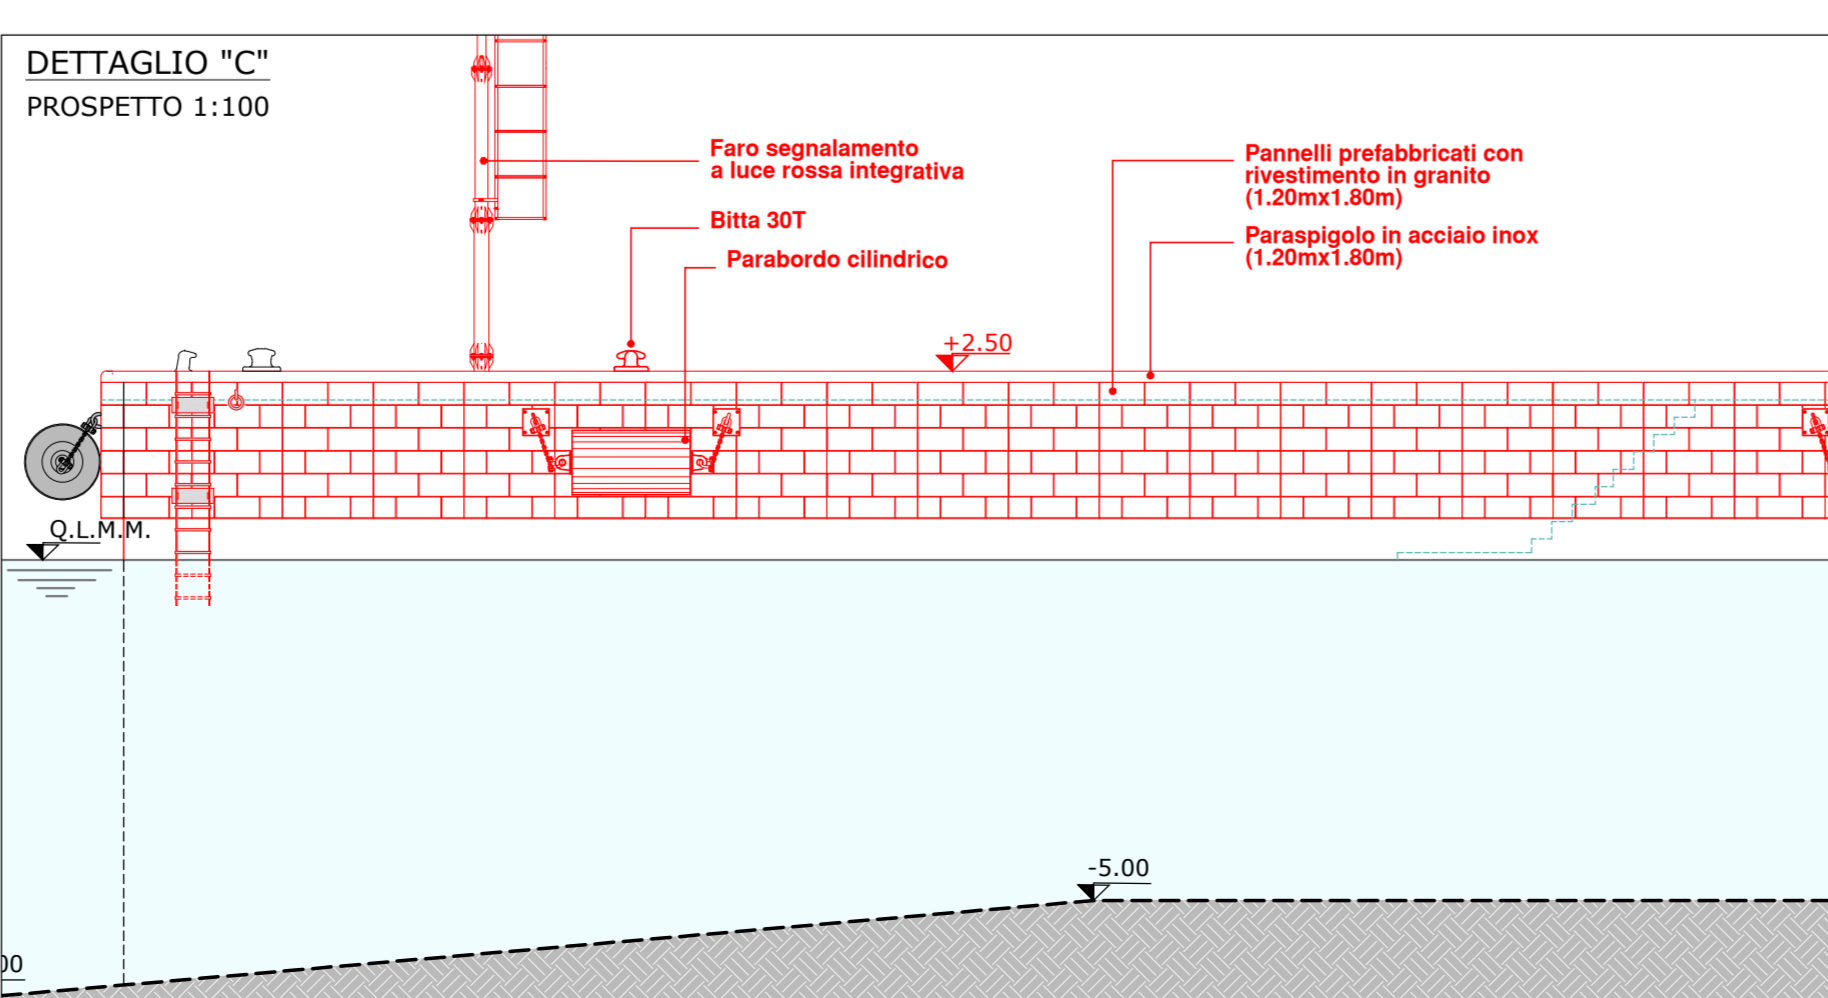 DETTAGLIO "C"
PROSPETTO 1:100
Faro segnalamento
a luce rossa integrativa
Bitta 30T
Parabordo cilindrico
Pannelli prefabbricati con
rivestimento in granito
(1.20mx1.80m)
Paraspigolo in acciaio inox
(1.20mx1.80m)
+2.50
Q.L.M.M.
-5.00